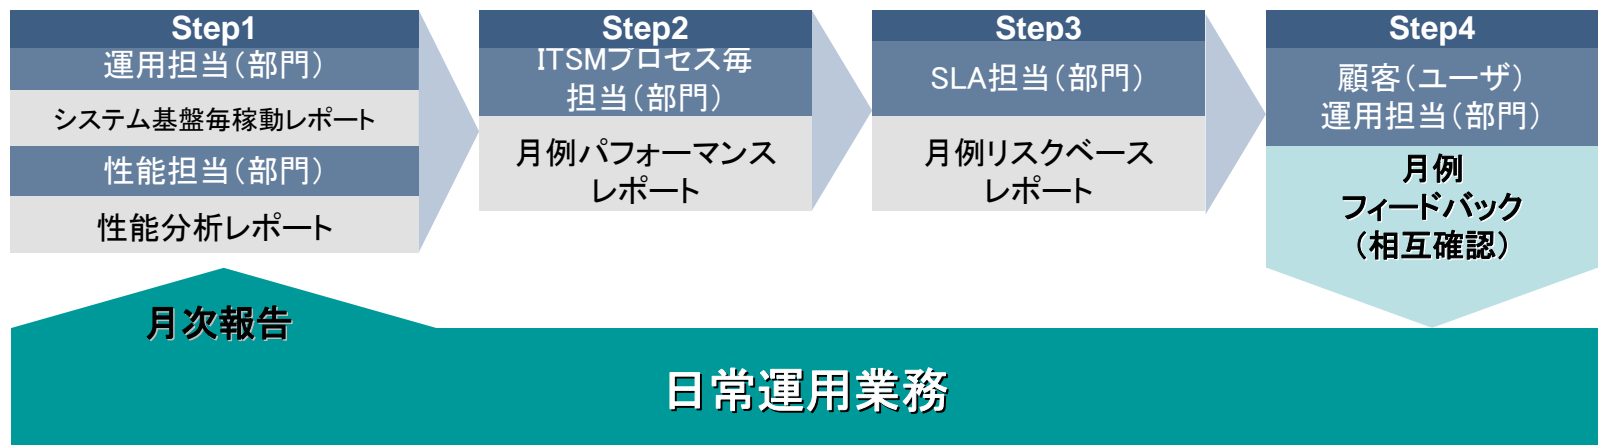 Step1
運用担当（部門）
システム基盤毎稼動レポート
性能担当（部門）
性能分析レポート
Step2
ITSMプロセス毎
担当（部門）
月例パフォーマンス
レポート
Step3
SLA担当（部門）
月例リスクベース
レポート
Step4
顧客（ユーザ）
運用担当（部門）
月例
フィードバック
（相互確認）
月次報告
日常運用業務